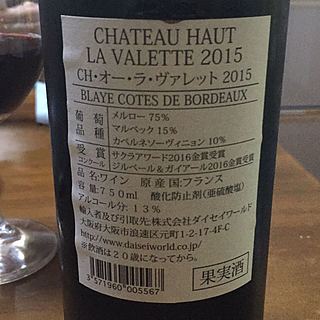 CHATEAU HAUT
LA VALETTE 2015
CH・オー・ラ・ヴァレット 2015
BLAYE COTES DE BORDEAUX
葡萄品種
メルロー 75%
マルベック 15%
カベルネソーヴィニョン 10%
受賞コンクール
サクラアワード2016金賞受賞
ジルベール&ガイアール2016金賞受賞
品名:ワイン 原産国:フランス
容量:750ml 酸化防止剤(亜硫酸塩)
アルコール分:13%
輸入者及び引取先:株式会社ダイセイワールド
大阪府大阪市浪速区元町1-2-17-4F-C
http://www.daiseiworld.co.jp/
※飲酒は20歳になってから。
果実酒
3 571960 005567